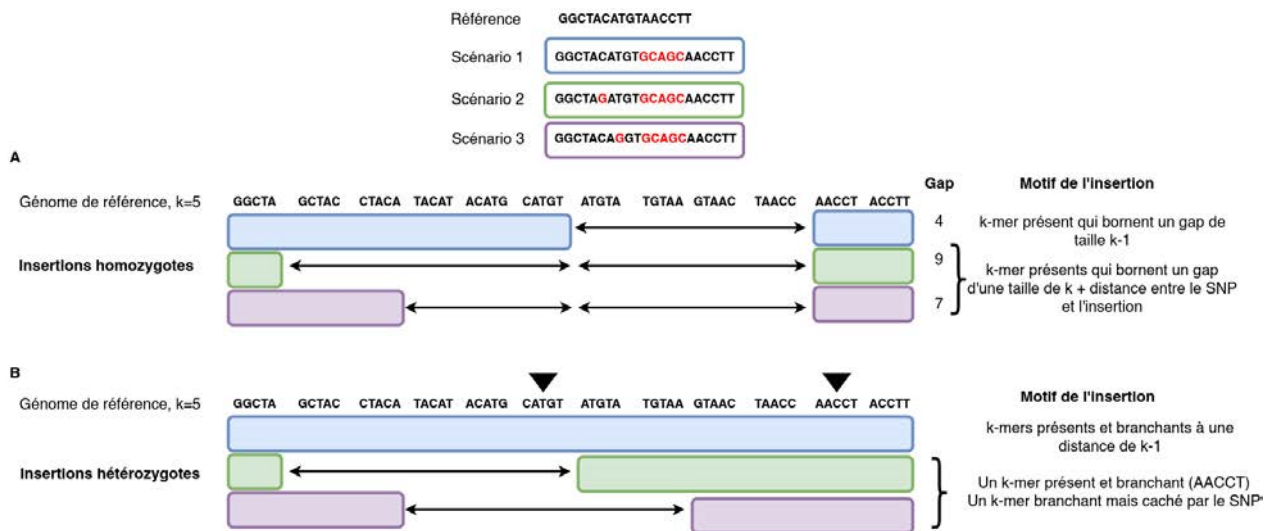 Référence GGCTACATGTAACCTT
Scénario 1 GGCTACATGTGCAGCAACCTT
Scénario 2 GGCTAGATGTGCAGCAACCTT
Scénario 3 GGCTACAGGTGCAGCAACCTT
A
Gap Motif de l'insertion
Génome de référence, k=5 GGCTA GCTAC CTACA TACAT ACATG CATGT ATGTA TGTAA GTAAC TAACC AACCT ACCTT
4 k-mer présent qui bornent un gap de
taille k-1
Insertions homozygotes
9 k-mer présents qui bornent un gap
d'une taille de k + distance entre le SNP
7 et l'insertion
B
Génome de référence, k=5 GGCTA GCTAC CTACA TACAT ACATG CATGT ATGTA TGTAA GTAAC TAACC AACCT ACCTT
Motif de l'insertion
k-mers présents et branchants à une
distance de k-1
Insertions hétérozygotes
Un k-mer présent et branchant (AACCT)
Un k-mer branchant mais caché par le SNP"